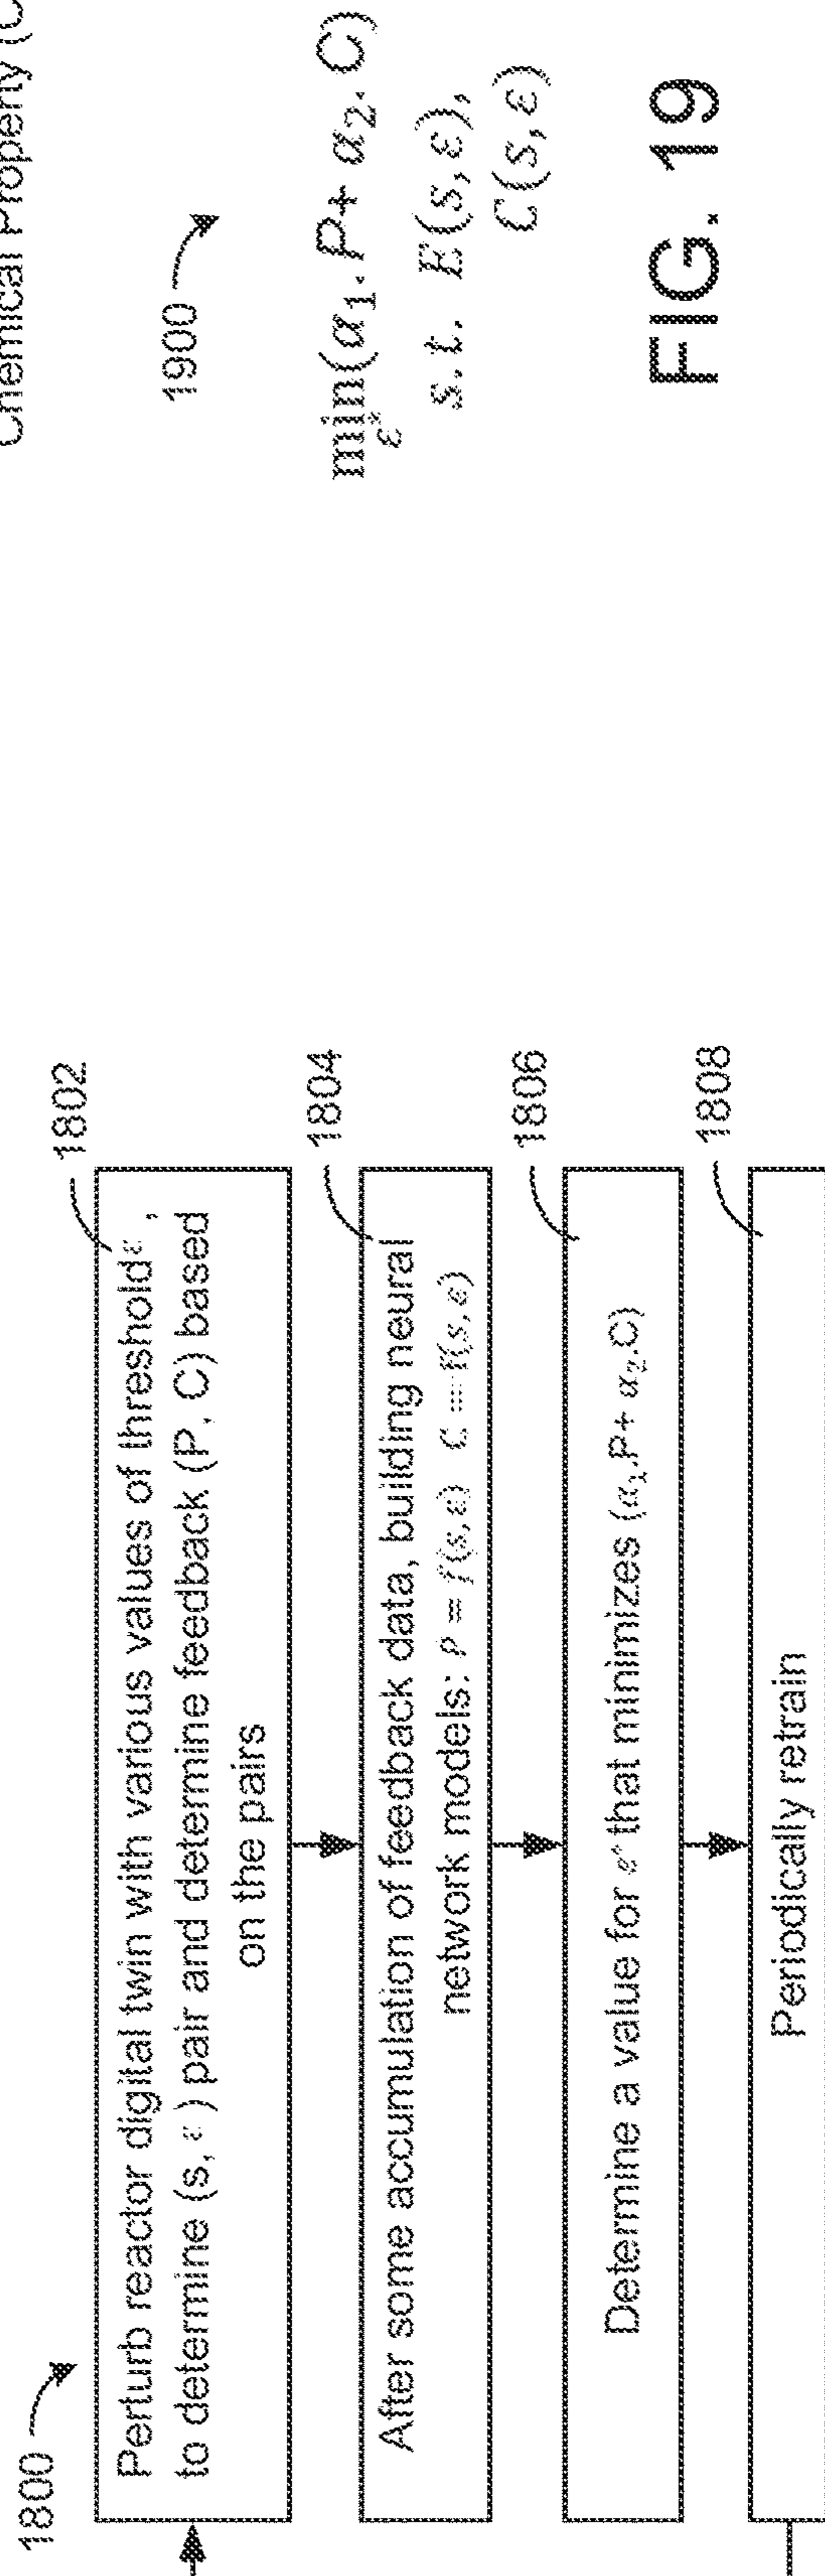 1800
1802
Perturb reactor digital twin with various values of threshold ε ,
to determine (s, ε ) pair and determine feedback (P, C) based
on the pairs
1804
After some accumulation of feedback data, building neural
network models: P = f(s, ε) C = f(s, ε)
1806
Determine a value for ε* that minimizes (α₁.P+ α₂.C)
1808
Periodically retrain
Chemical Property (C
1900
min(α₁. P+ α₂. C)
ε*
s.t. E(s, ε),
C(s, ε)
FIG. 19